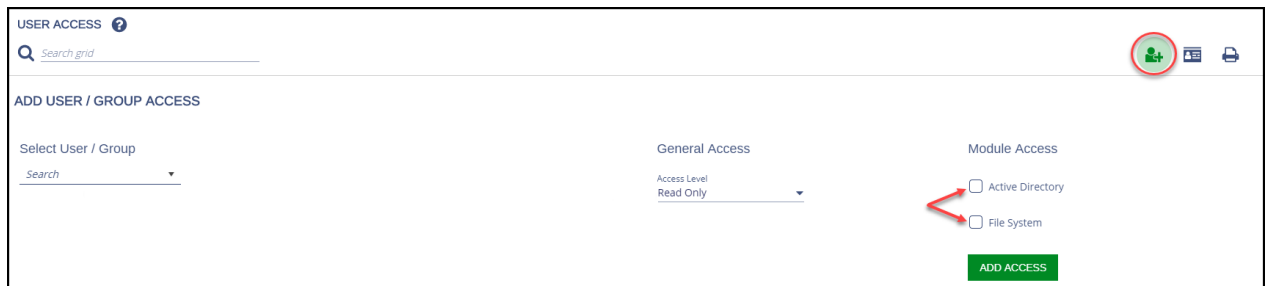 USER ACCESS ?
Search grid
ADD USER / GROUP ACCESS
Select User / Group
Search
General Access
Access Level
Read Only
Module Access
Active Directory
File System
ADD ACCESS